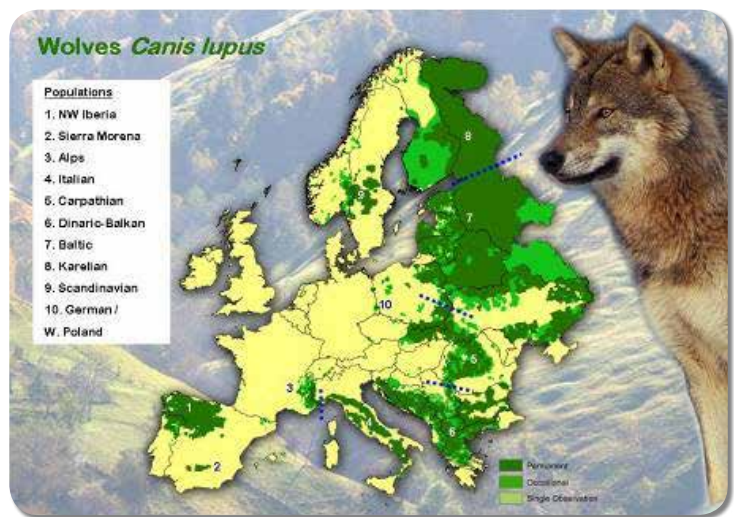 Wolves Canis lupus
Populations
1. NW Iberia
2. Sierra Morena
3. Alps
4. Italian
5. Carpathian
6. Dinaric-Balkan
7. Baltic
8. Karelian
9. Scandinavian
10. German /
W. Poland
8
9
7
10
5
3
1
4
6
2
Permanent
Occasional
Single Observation